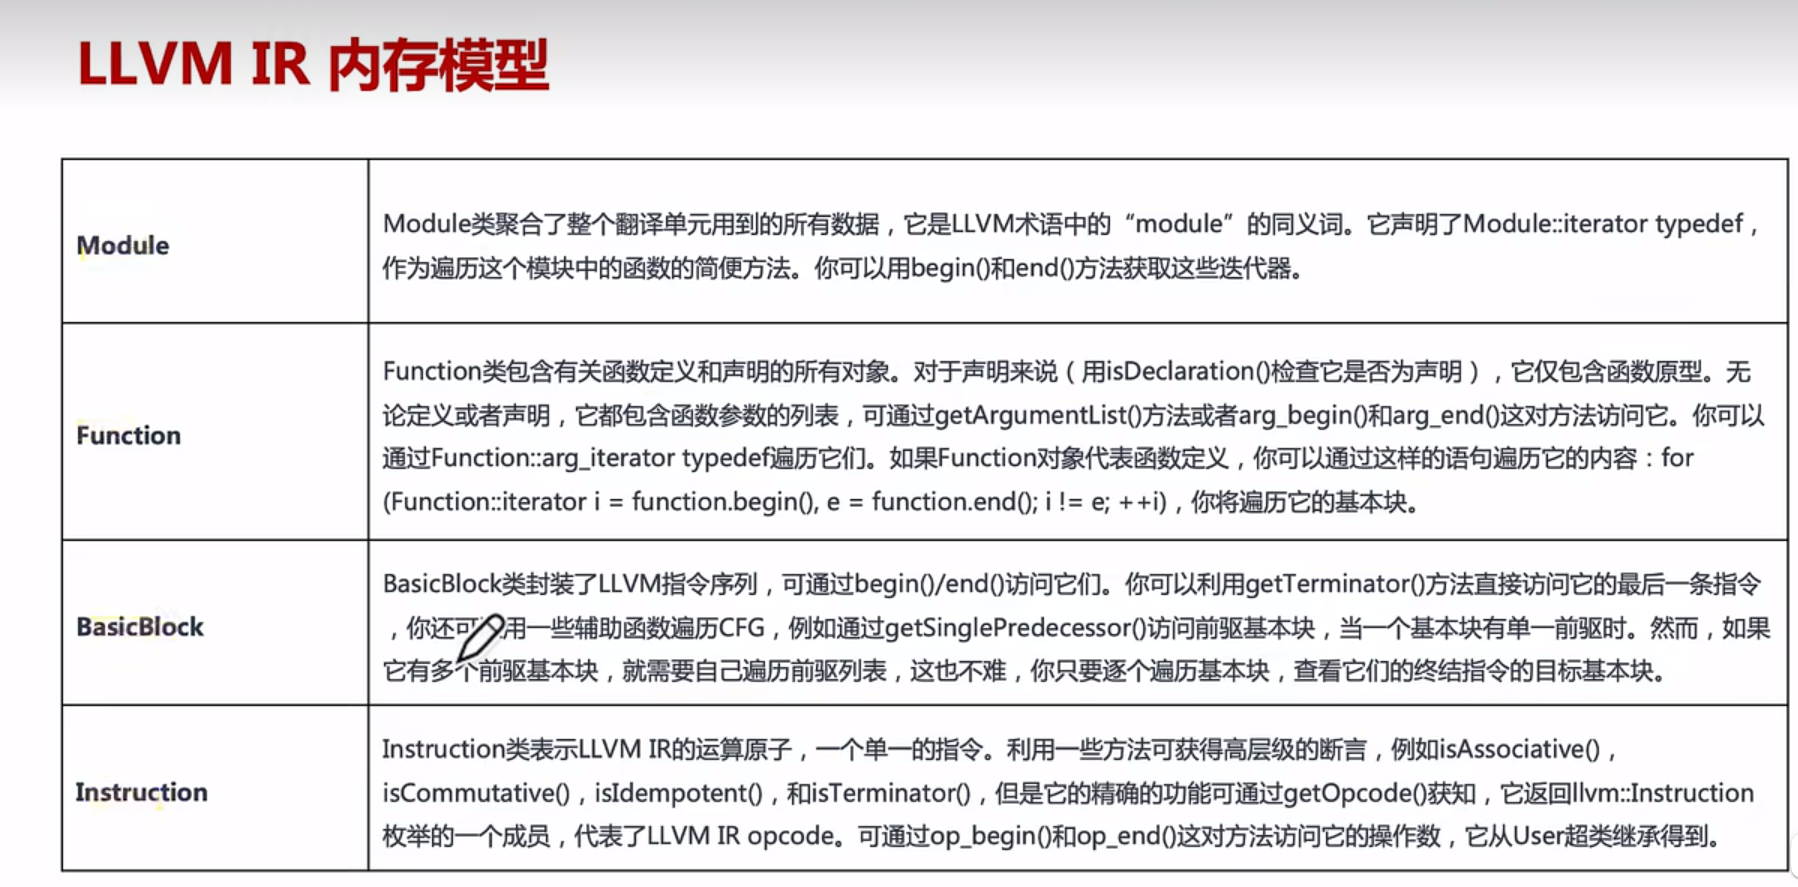 LLVM IR 内存模型
Module
Module类聚合了整个翻译单元用到的所有数据，它是LLVM术语中的“module”的同义词。它声明了Module::iterator typedef，
作为遍历这个模块中的函数的简便方法。你可以用begin()和end()方法获取这些迭代器。
Function
Function类包含有关函数定义和声明的所有对象。对于声明来说（用isDeclaration()检查它是否为声明），它仅包含函数原型。无
论定义或者声明，它都包含函数参数的列表，可通过getArgumentList()方法或者arg_begin()和arg_end()这对方法访问它。你可以
通过Function::arg_iterator typedef遍历它们。如果Function对象代表函数定义，你可以通过这样的语句遍历它的内容：for
(Function::iterator i = function.begin(), e = function.end(); i != e; ++i)，你将遍历它的基本块。
BasicBlock
BasicBlock类封装了LLVM指令序列，可通过begin()/end()访问它们。你可以利用getTerminator()方法直接访问它的最后一条指令
，你还可用一些辅助函数遍历CFG，例如通过getSinglePredecessor()访问前驱基本块，当一个基本块有单一前驱时。然而，如果
它有多个前驱基本块，就需要自己遍历前驱列表，这也不难，你只要逐个遍历基本块，查看它们的终结指令的目标基本块。
Instruction
Instruction类表示LLVM IR的运算原子，一个单一的指令。利用一些方法可获得高层级的断言，例如isAssociative()，
isCommutative()，isIdempotent()，和isTerminator()，但是它的精确的功能可通过getOpcode()获知，它返回llvm::Instruction
枚举的一个成员，代表了LLVM IR opcode。可通过op_begin()和op_end()这对方法访问它的操作数，它从User超类继承得到。